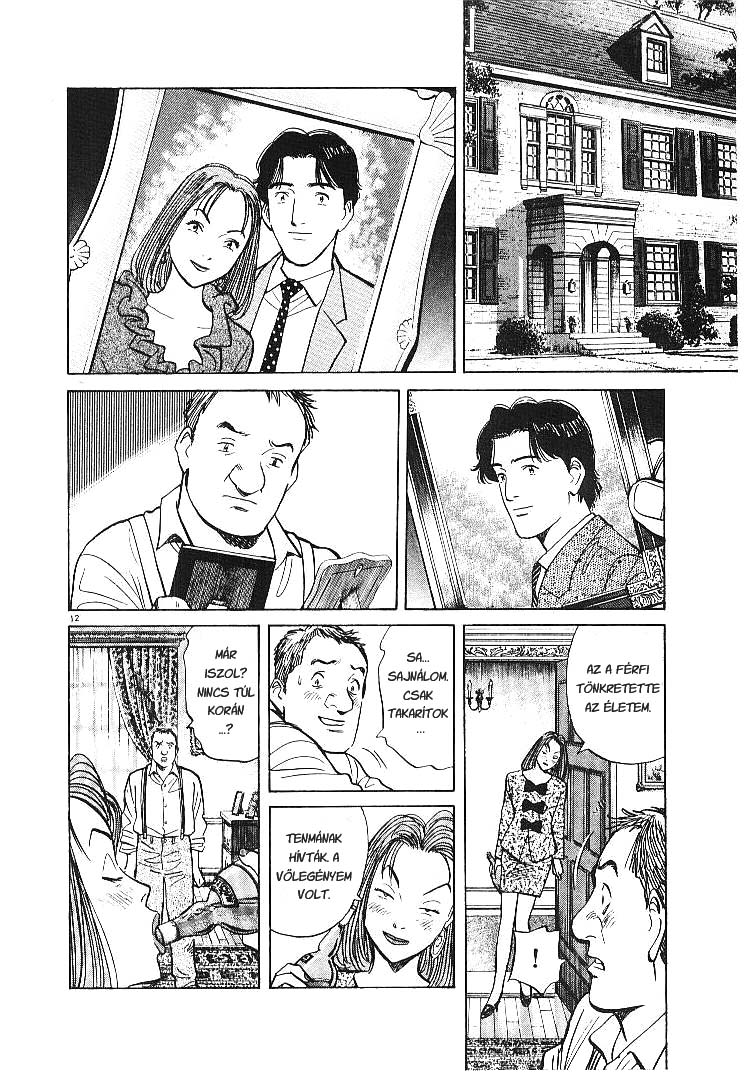 AZ A FÉRFI
TÖNKRETETTE
AZ ÉLETEM.
!
SA...
SAJNÁLOM.
CSAK
TAKARÍTOK
...
TENMÁNAK
HÍVTÁK. A
VŐLEGÉNYEM
VOLT.
MÁR
ISZOL?
NINCS TÚL
KORÁN
...?
12